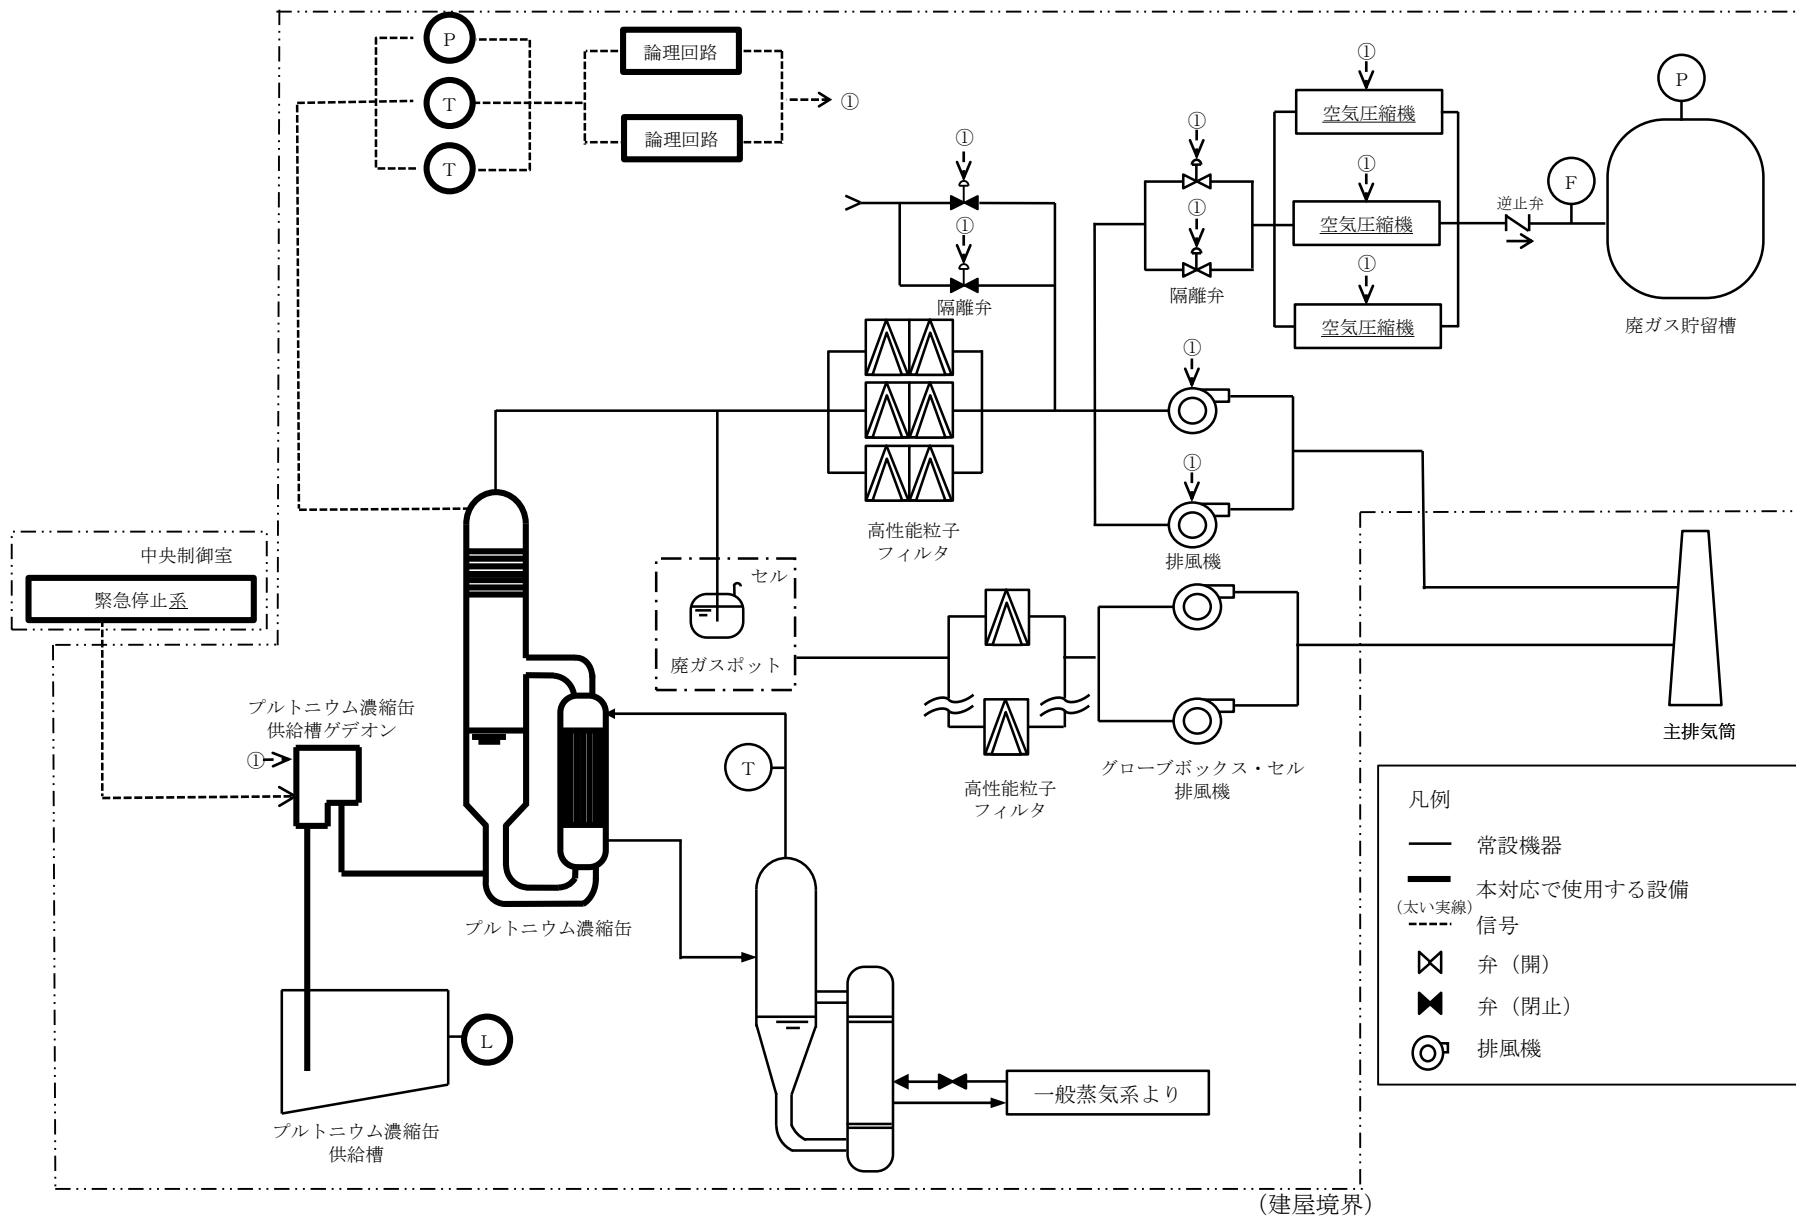 P
T
T
論理回路
論理回路
①
①
①
隔離弁
①
①
隔離弁
①
空気圧縮機
①
空気圧縮機
①
空気圧縮機
逆止弁
F
P
廃ガス貯留槽
高性能粒子
フィルタ
①
①
排風機
中央制御室
緊急停止系
セル
廃ガスポット
高性能粒子
フィルタ
グローブボックス・セル
排風機
主排気筒
プルトニウム濃縮缶
供給槽ゲデオン
①
T
プルトニウム濃縮缶
L
プルトニウム濃縮缶
供給槽
一般蒸気系より
凡例
常設機器
本対応で使用する設備
（太い実線）
信号
弁（開）
弁（閉止）
排風機
（建屋境界）